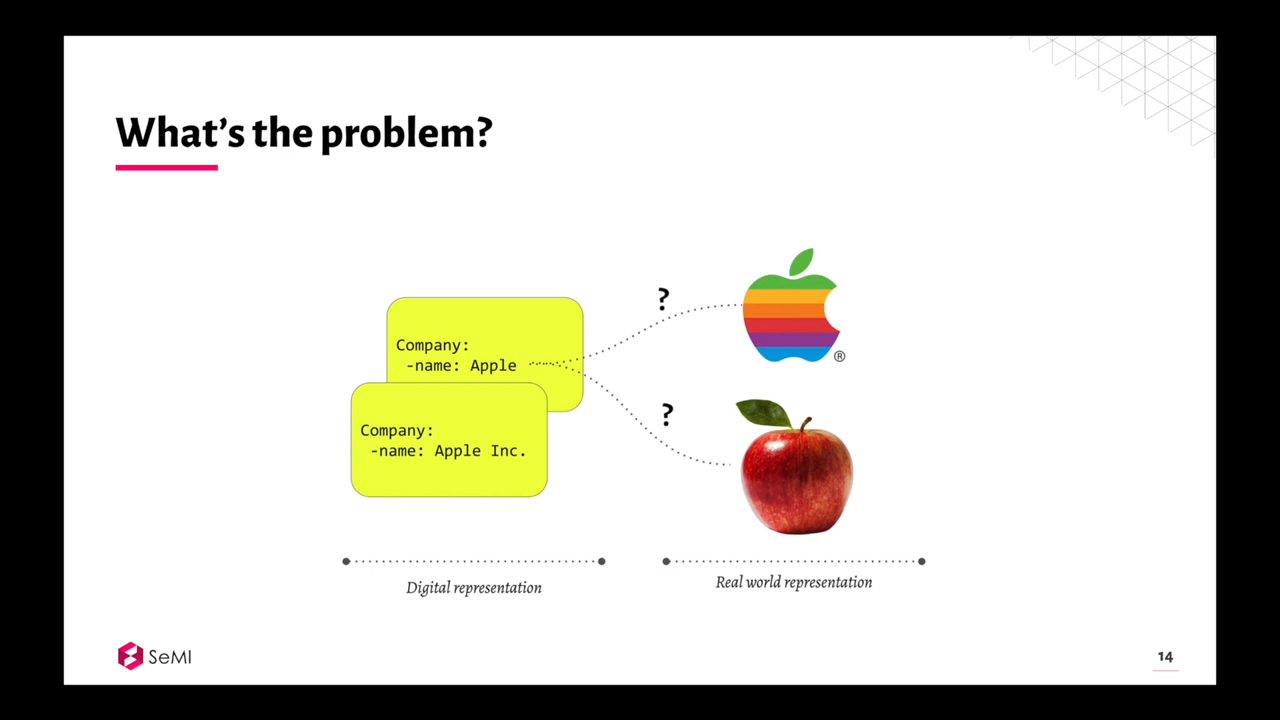 What's the problem?
?
Company:
-name: Apple
?
Company:
-name: Apple Inc.
Digital representation
Real world representation
SeMI
14
®